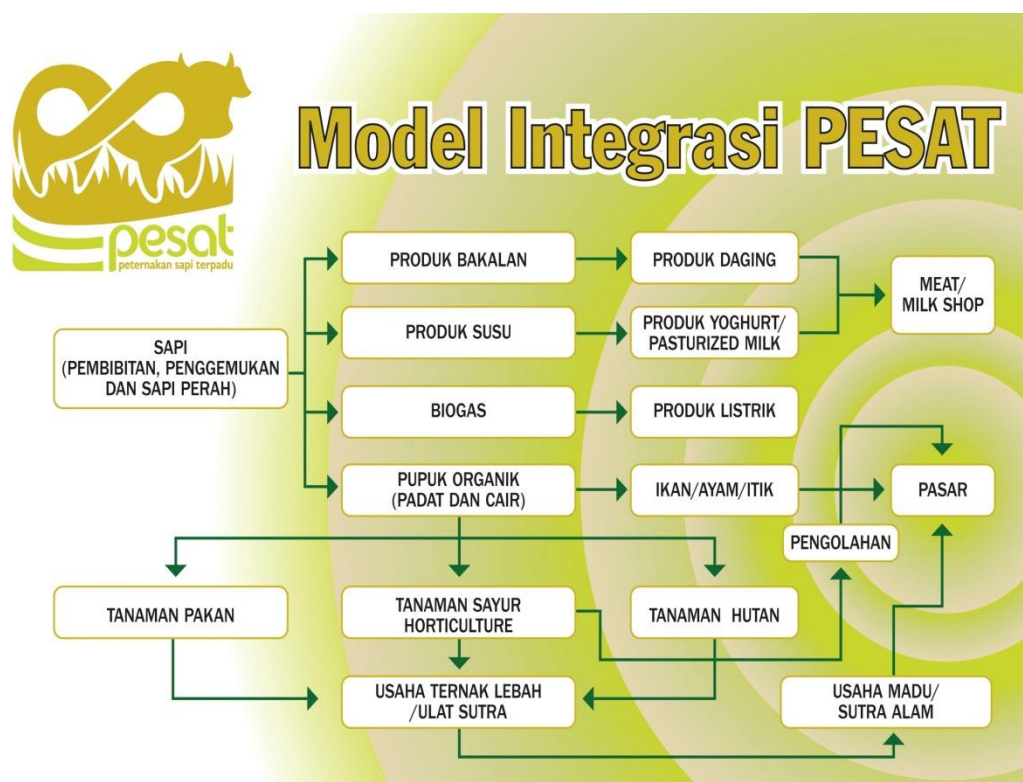 Model Integrasi PESAT
pesat
peternakan sapi terpadu
PRODUK BAKALAN
PRODUK DAGING
MEAT/
MILK SHOP
SAPI
(PEMBIBITAN, PENGGEMUKAN
DAN SAPI PERAH)
PRODUK SUSU
PRODUK YOGHURT/
PASTURIZED MILK
BIOGAS
PRODUK LISTRIK
PUPUK ORGANIK
(PADAT DAN CAIR)
IKAN/AYAM/ITIK
PASAR
PENGOLAHAN
TANAMAN PAKAN
TANAMAN SAYUR
HORTICULTURE
TANAMAN HUTAN
USAHA TERNAK LEBAH
/ULAT SUTRA
USAHA MADU/
SUTRA ALAM